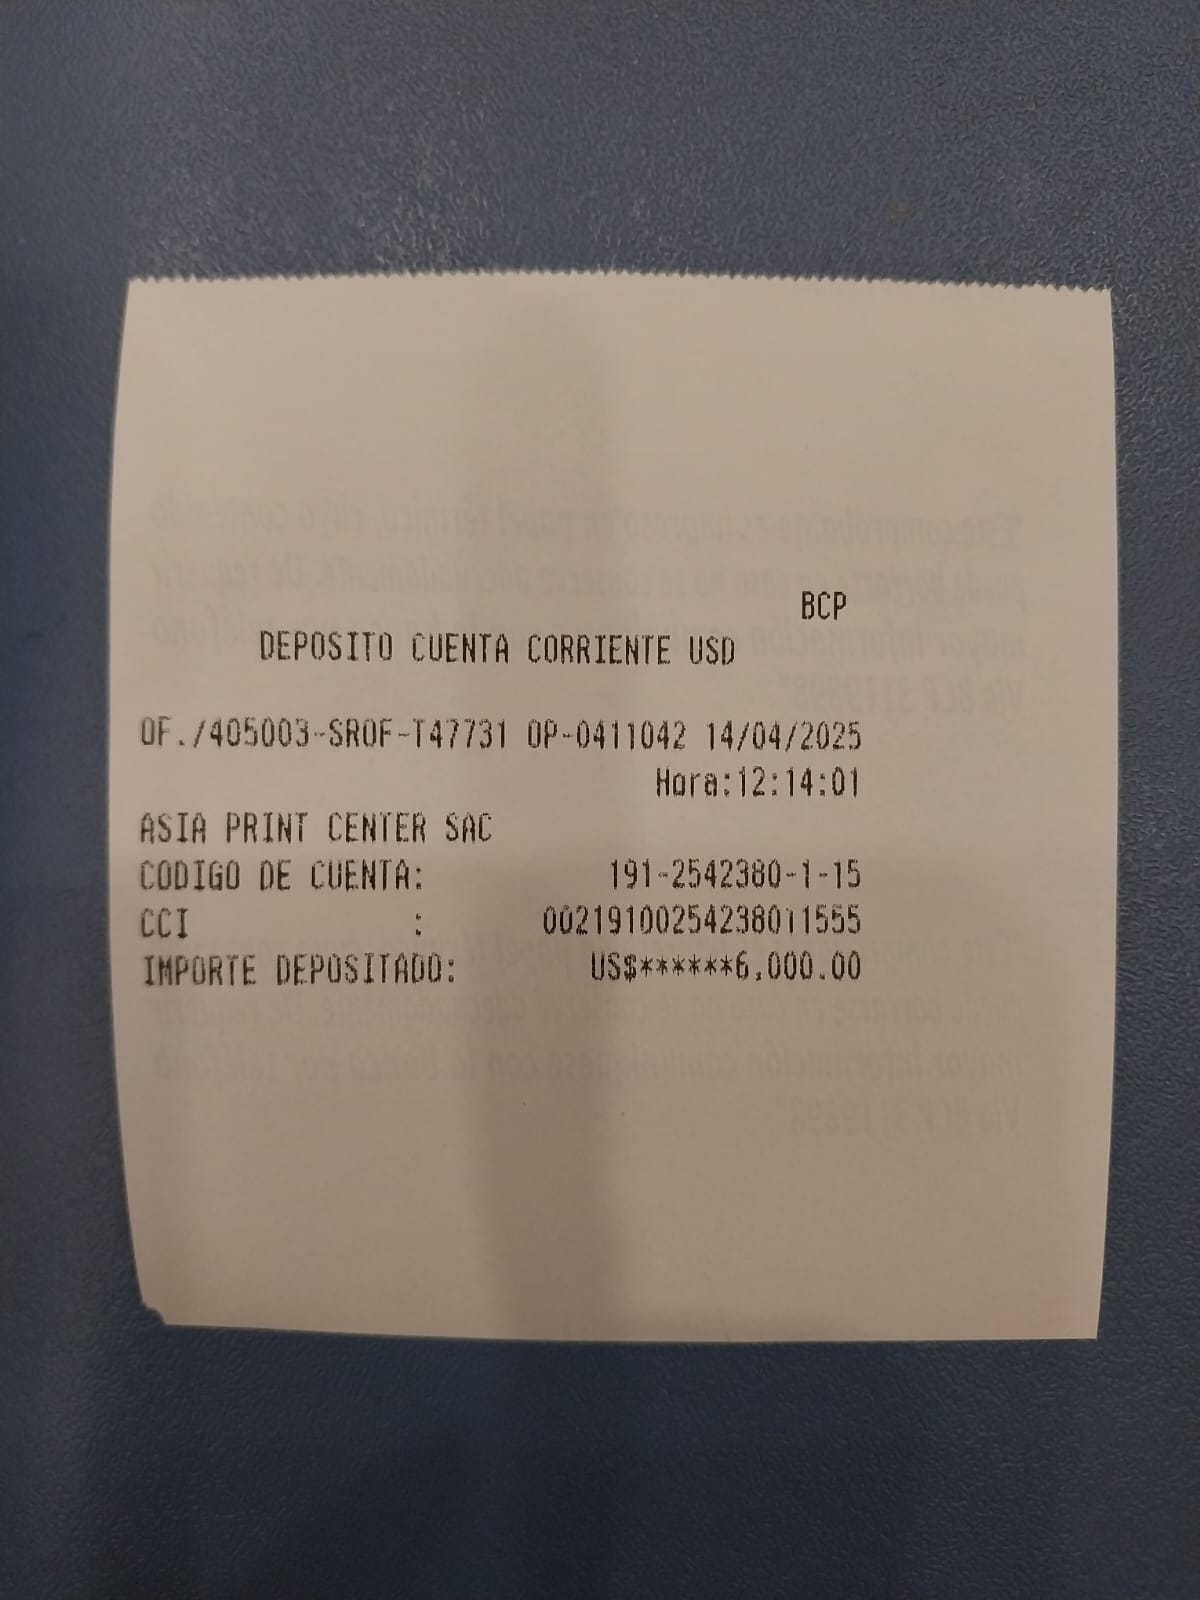 BCP
DEPOSITO CUENTA CORRIENTE USD
OF./405003-SROF-T47731 OP-0411042 14/04/2025
Hora:12:14:01
ASIA PRINT CENTER SAC
CODIGO DE CUENTA: 191-2542380-1-15
CCI : 00219100254238011555
IMPORTE DEPOSITADO: US$******6,000.00